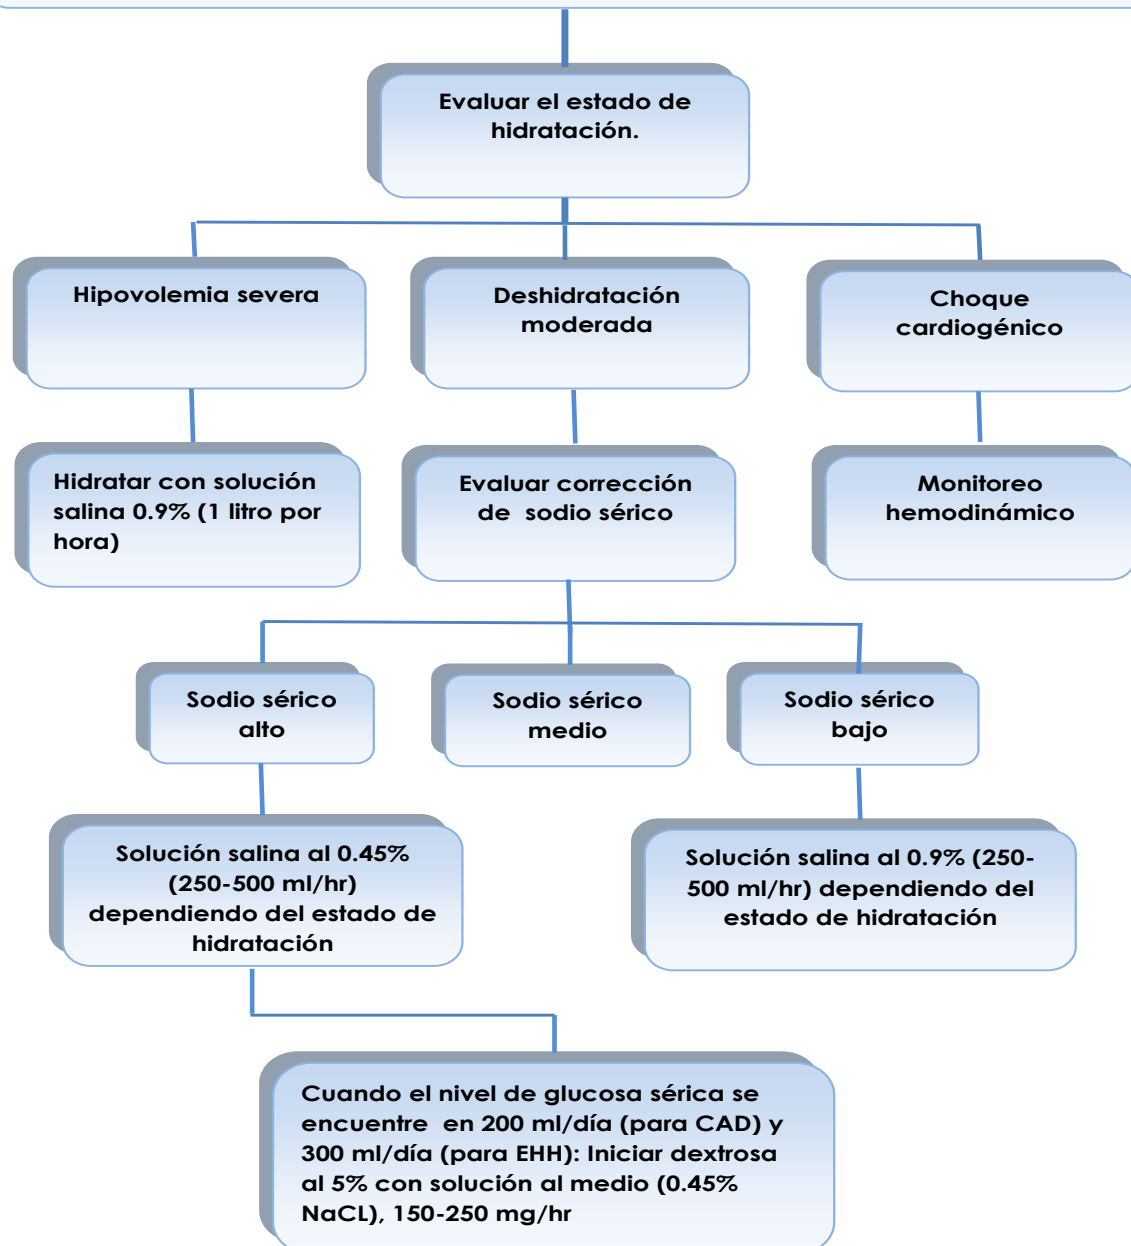 Evaluar el estado de
hidratación.
Hipovolemia severa
Deshidratación
moderada
Choque
cardiogénico
Hidratar con solución
salina 0.9% (1 litro por
hora)
Evaluar corrección
de sodio sérico
Monitoreo
hemodinámico
Sodio sérico
alto
Sodio sérico
medio
Sodio sérico
bajo
Solución salina al 0.45%
(250-500 ml/hr)
dependiendo del estado de
hidratación
Solución salina al 0.9% (250-
500 ml/hr) dependiendo del
estado de hidratación
Cuando el nivel de glucosa sérica se
encuentre en 200 ml/día (para CAD) y
300 ml/día (para EHH): Iniciar dextrosa
al 5% con solución al medio (0.45%
NaCL), 150-250 mg/hr